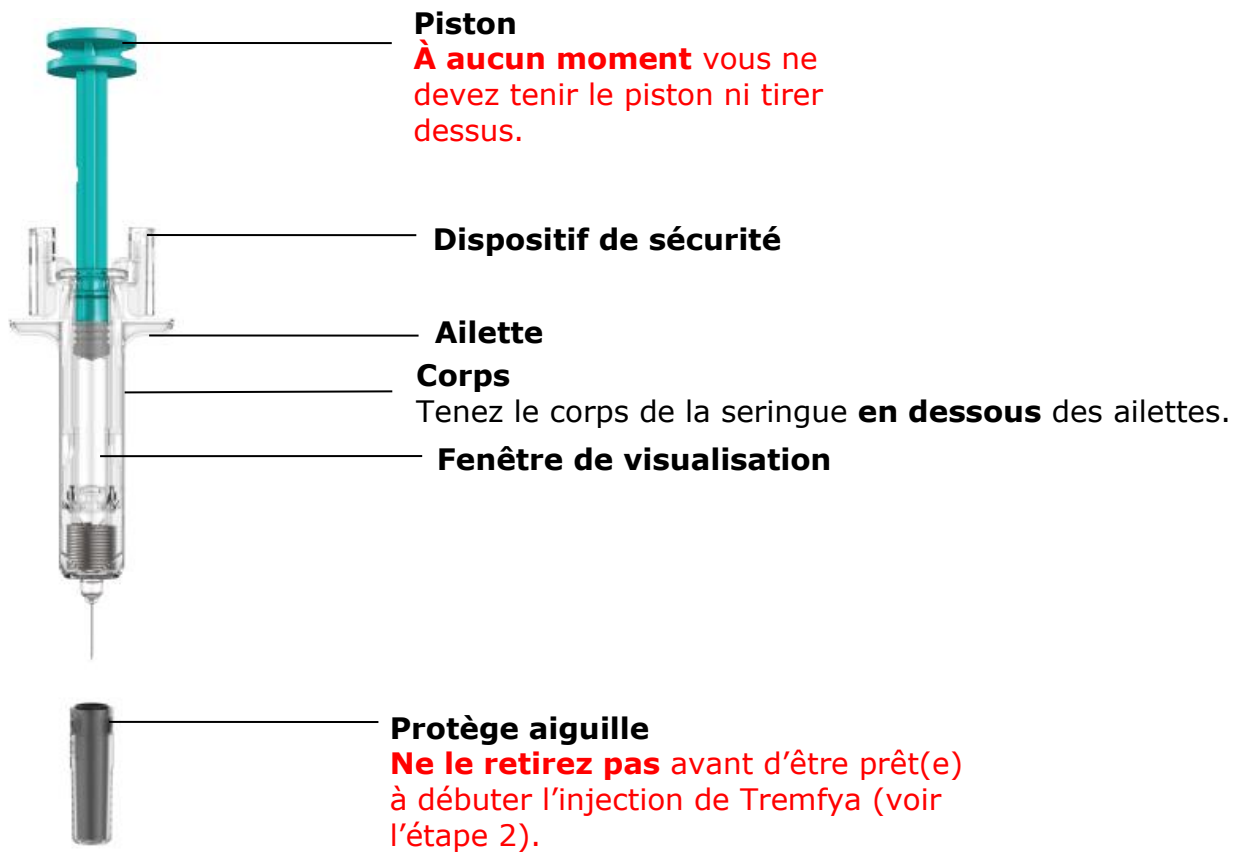 Piston
À aucun moment vous ne
devez tenir le piston ni tirer
dessus.
Dispositif de sécurité
Ailette
Corps
Tenez le corps de la seringue en dessous des ailettes.
Fenêtre de visualisation
Protège aiguille
Ne le retirez pas avant d’être prêt(e)
à débuter l’injection de Tremfya (voir
l’étape 2).